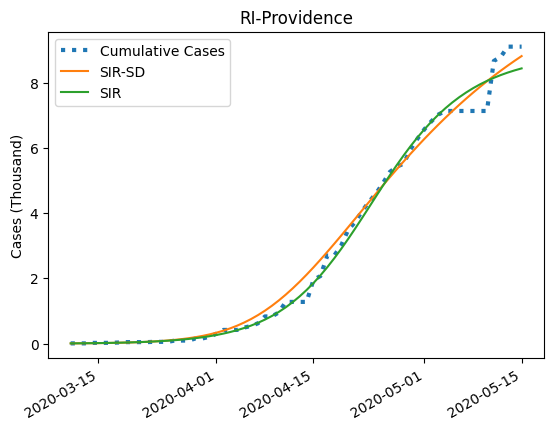 RI-Providence
Cumulative Cases
SIR-SD
SIR
Cases (Thousand)
8
6
4
2
0
2020-03-15
2020-04-01
2020-04-15
2020-05-01
2020-05-15